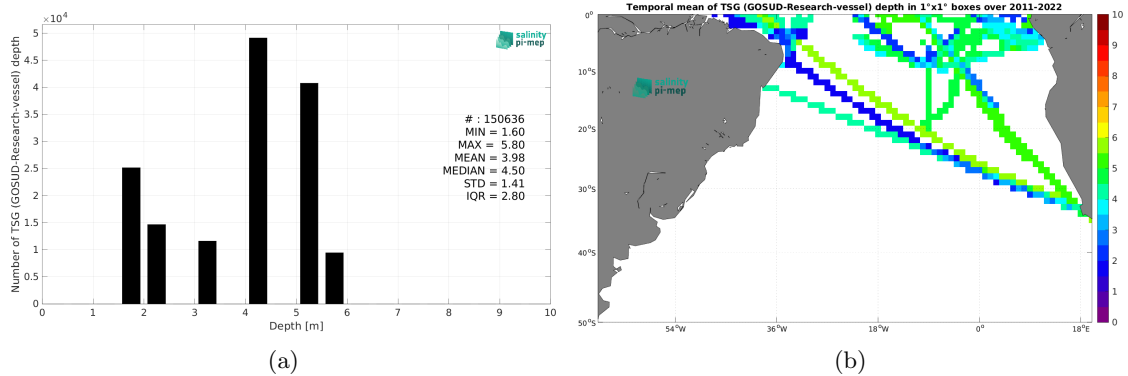 ×10⁴
5
4.5
4
3.5
3
2.5
2
1.5
1
0.5
0
Number of TSG (GOSUD-Research-vessel) depth
salinity
pi-mep
# : 150636
MIN = 1.60
MAX = 5.80
MEAN = 3.98
MEDIAN = 4.50
STD = 1.41
IQR = 2.80
0 1 2 3 4 5 6 7 8 9 10
Depth [m]
(a)
Temporal mean of TSG (GOSUD-Research-vessel) depth in 1°x1° boxes over 2011-2022
0°
10°S
20°S
30°S
40°S
50°S
salinity
pi-mep
54°W 36°W 18°W 0° 18°E
10
9
8
7
6
5
4
3
2
1
0
(b)